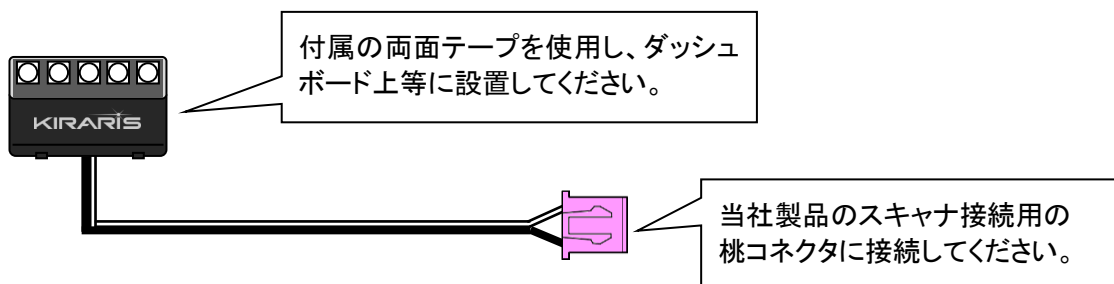 付属の両面テープを使用し、ダッシュ
ボード上等に設置してください。
KIRARIS
当社製品のスキャナ接続用の
桃コネクタに接続してください。